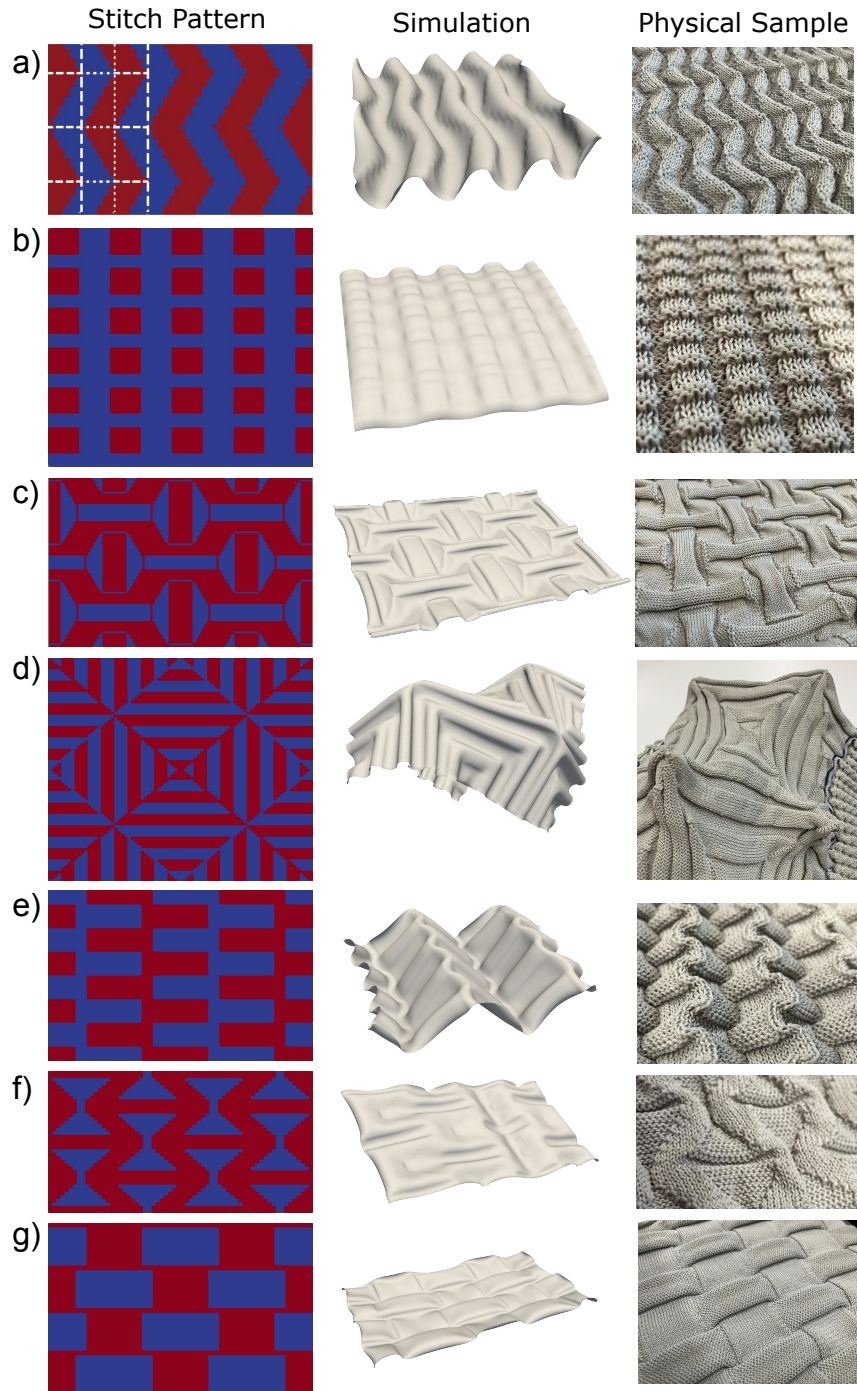 Stitch Pattern Simulation Physical Sample
a)
b)
c)
d)
e)
f)
g)